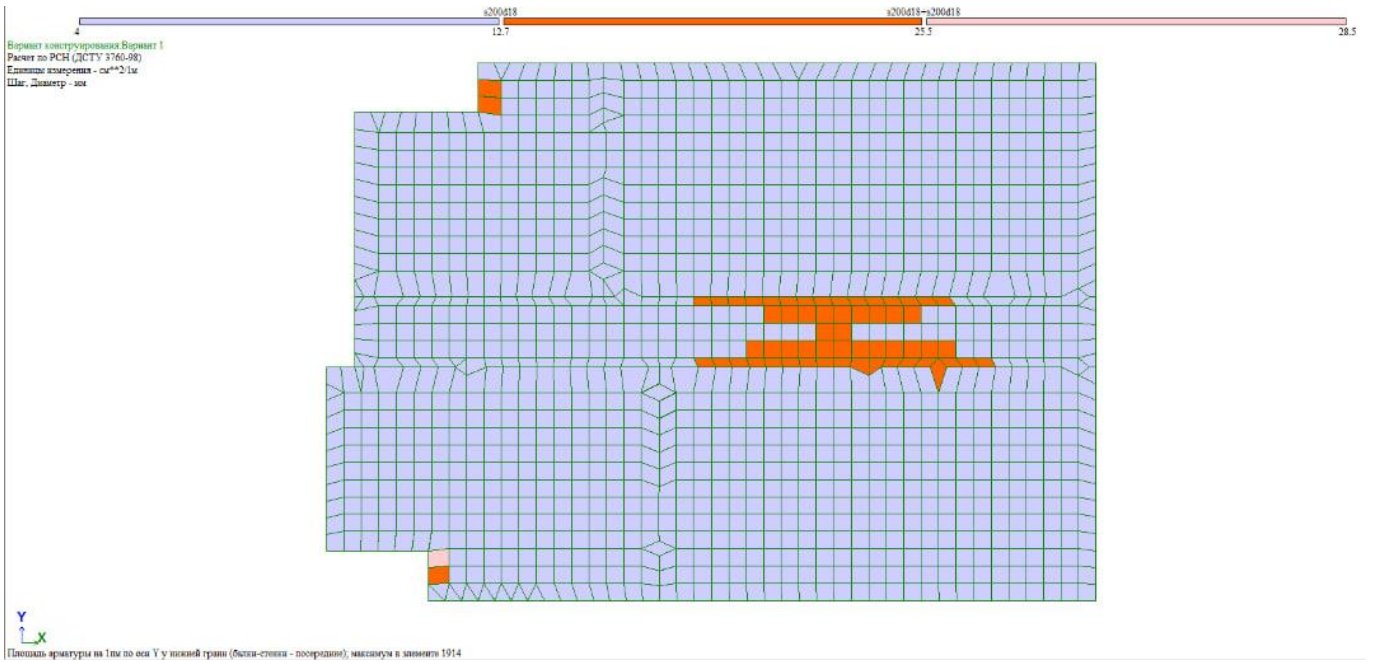 s200d18 s200d18+s200d18
4 12.7 25.5 28.5
Вариант конструирования:Вариант 1
Расчет по РСН (ДСТУ 3760-98)
Единицы измерения - см**2/1м
Шаг, Диаметр - мм
Y
X
Площадь арматуры на 1пм по оси Y у нижней грани (балки-стенки - посередине); максимум в элементе 1914